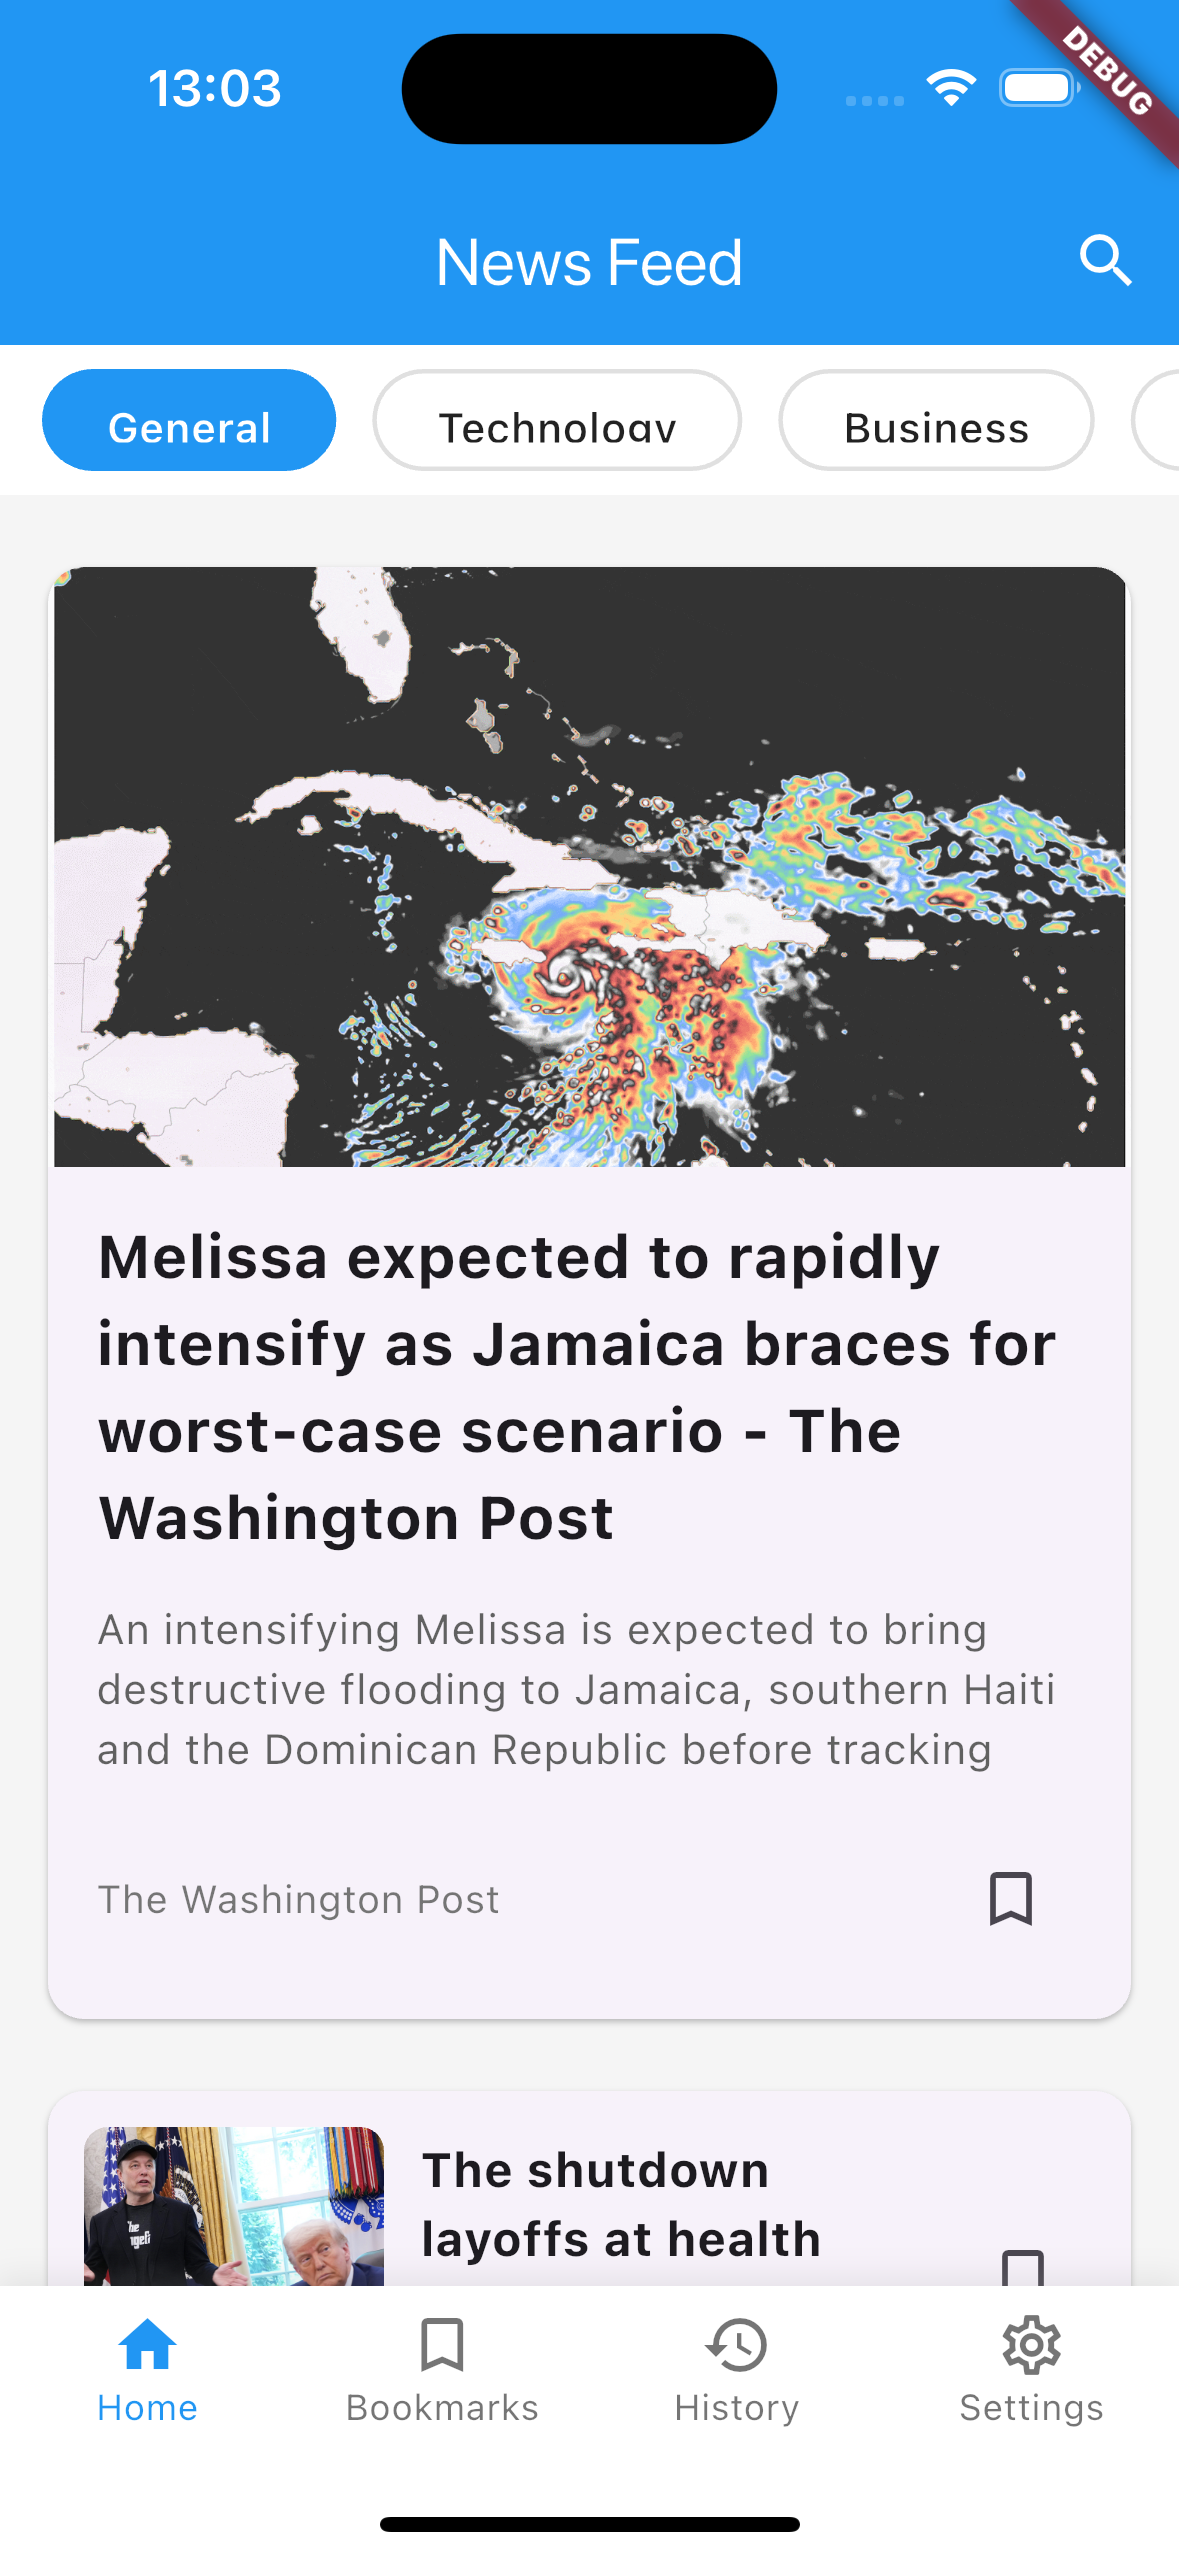 13:03
DEBUG
News Feed
General
Technology
Business
Melissa expected to rapidly
intensify as Jamaica braces for
worst-case scenario - The
Washington Post
An intensifying Melissa is expected to bring
destructive flooding to Jamaica, southern Haiti
and the Dominican Republic before tracking
The Washington Post
The shutdown
layoffs at health
Home
Bookmarks
History
Settings